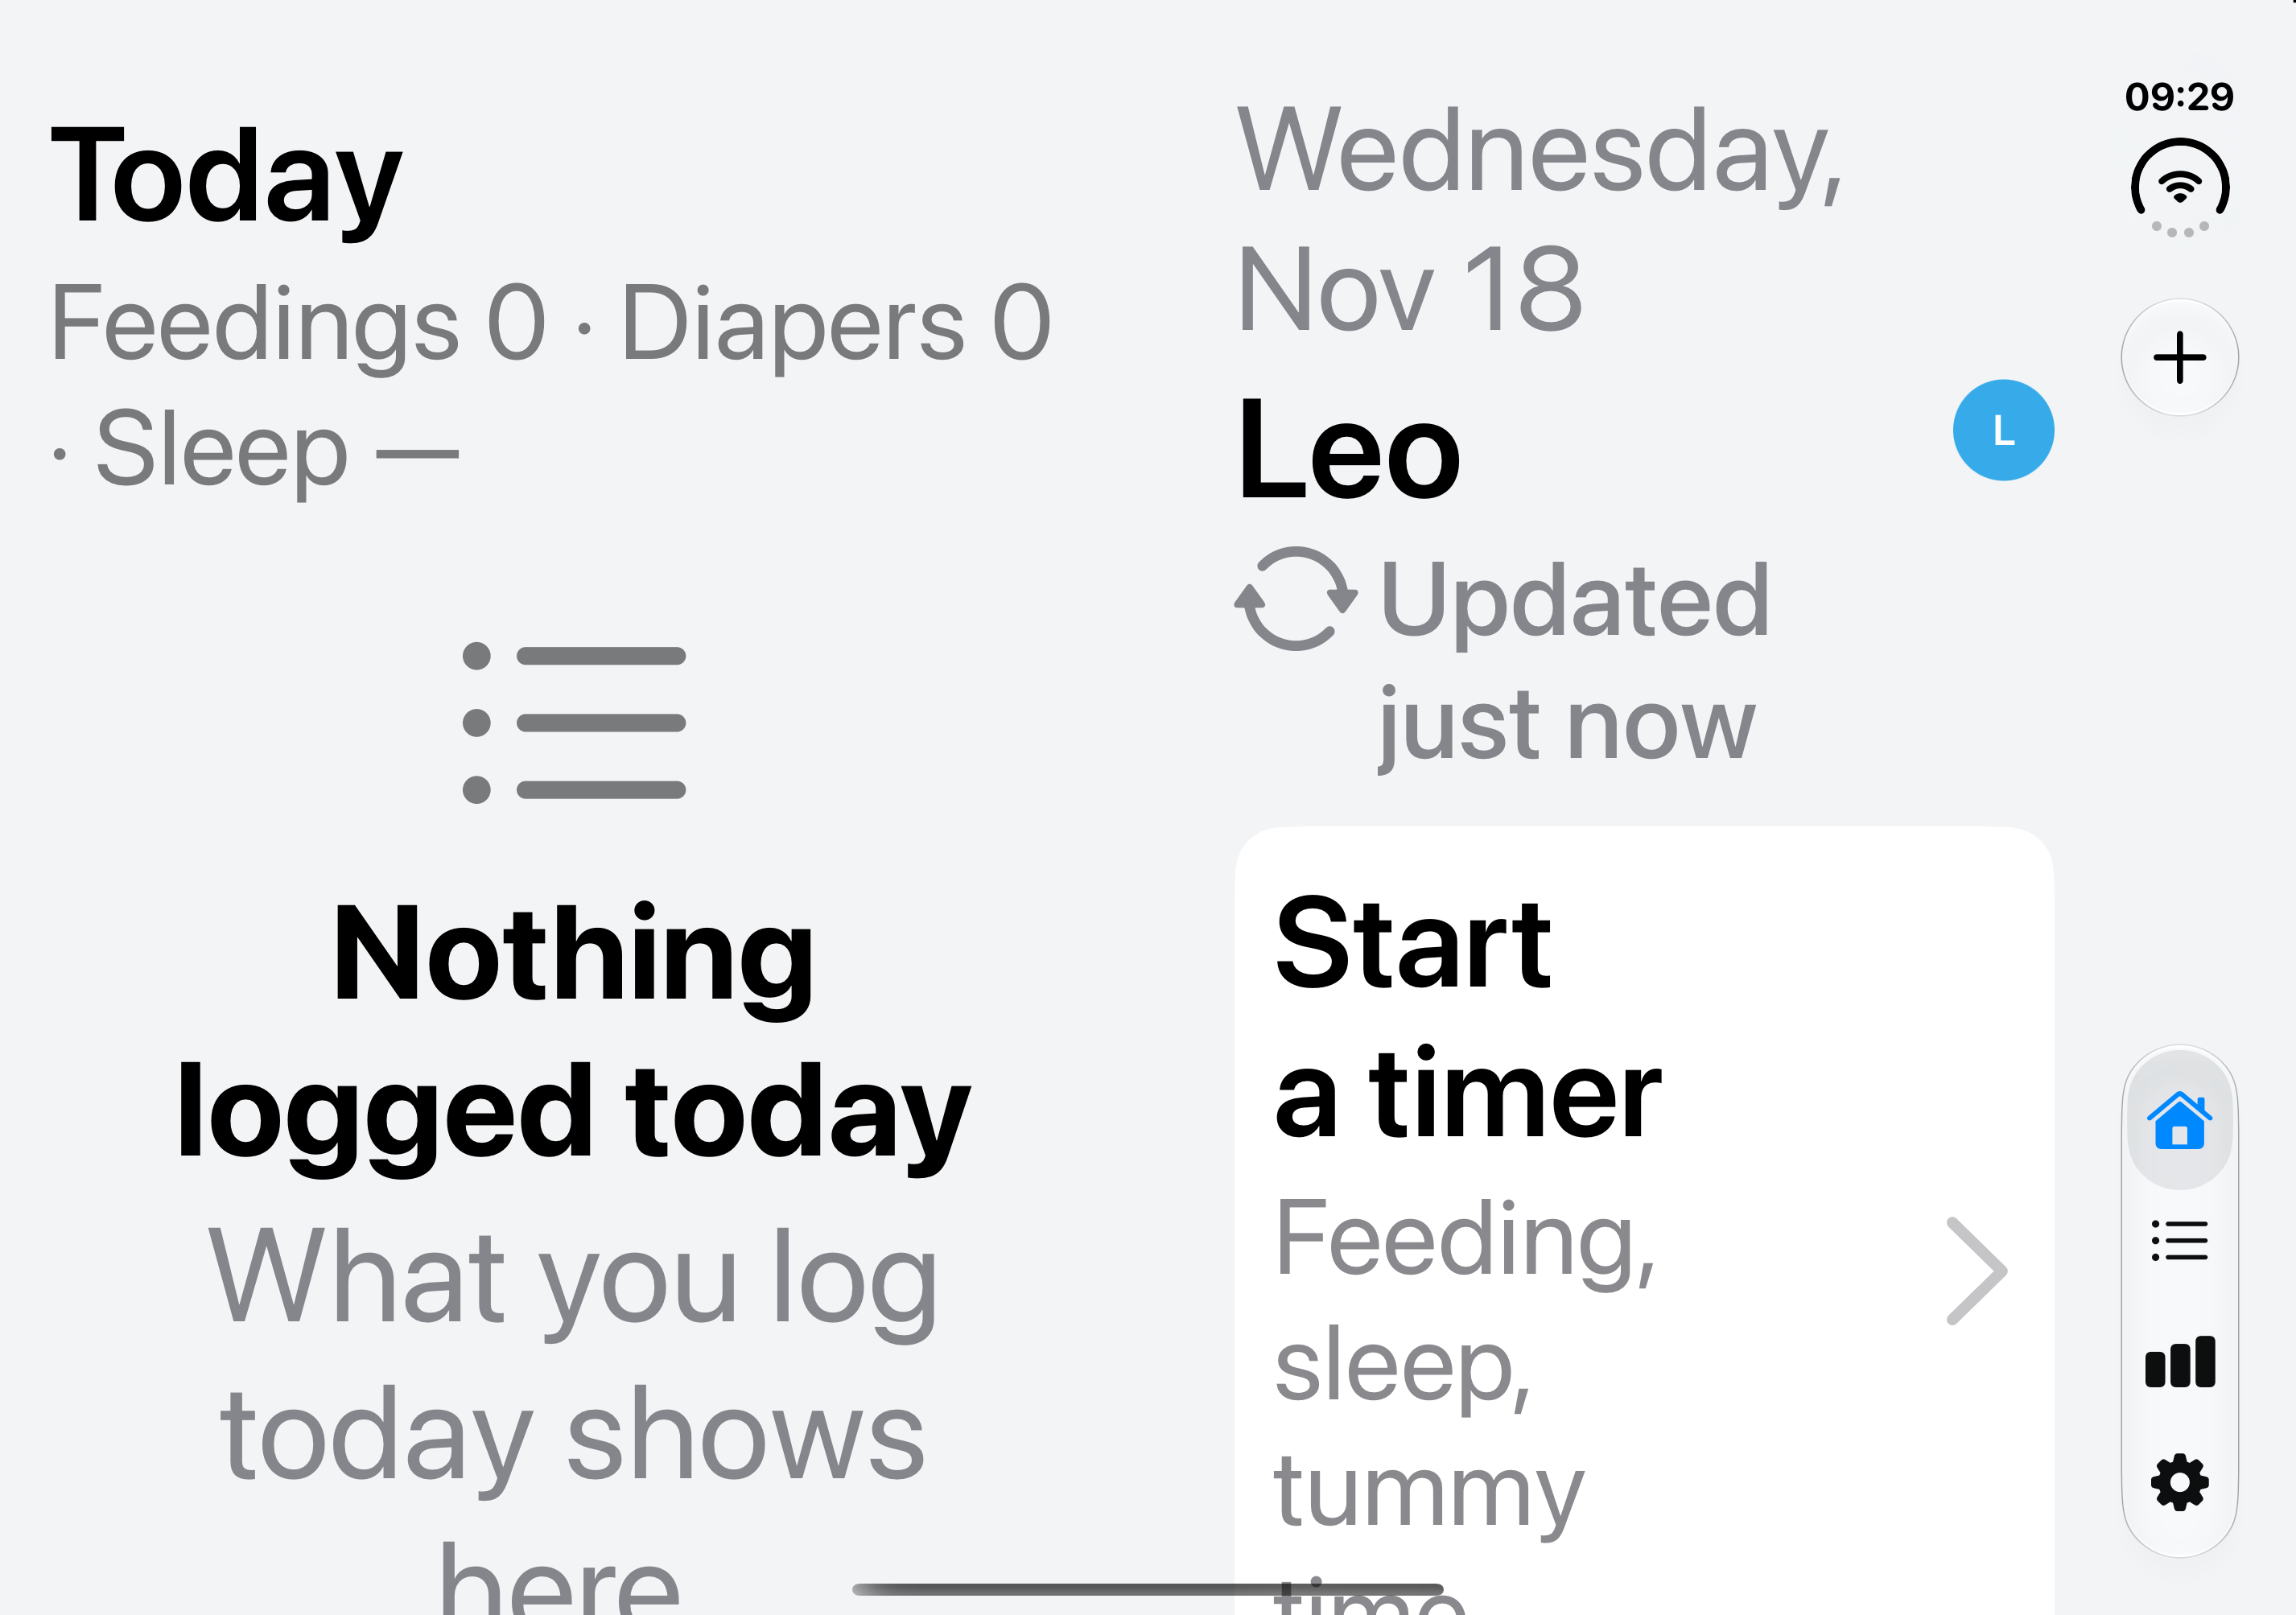 Today
Feedings 0 · Diapers 0
· Sleep —
Nothing
logged today
What you log
today shows
here
Wednesday,
Nov 18
Leo
L
Updated
just now
Start
a timer
Feeding,
sleep,
tummy
time
09:29